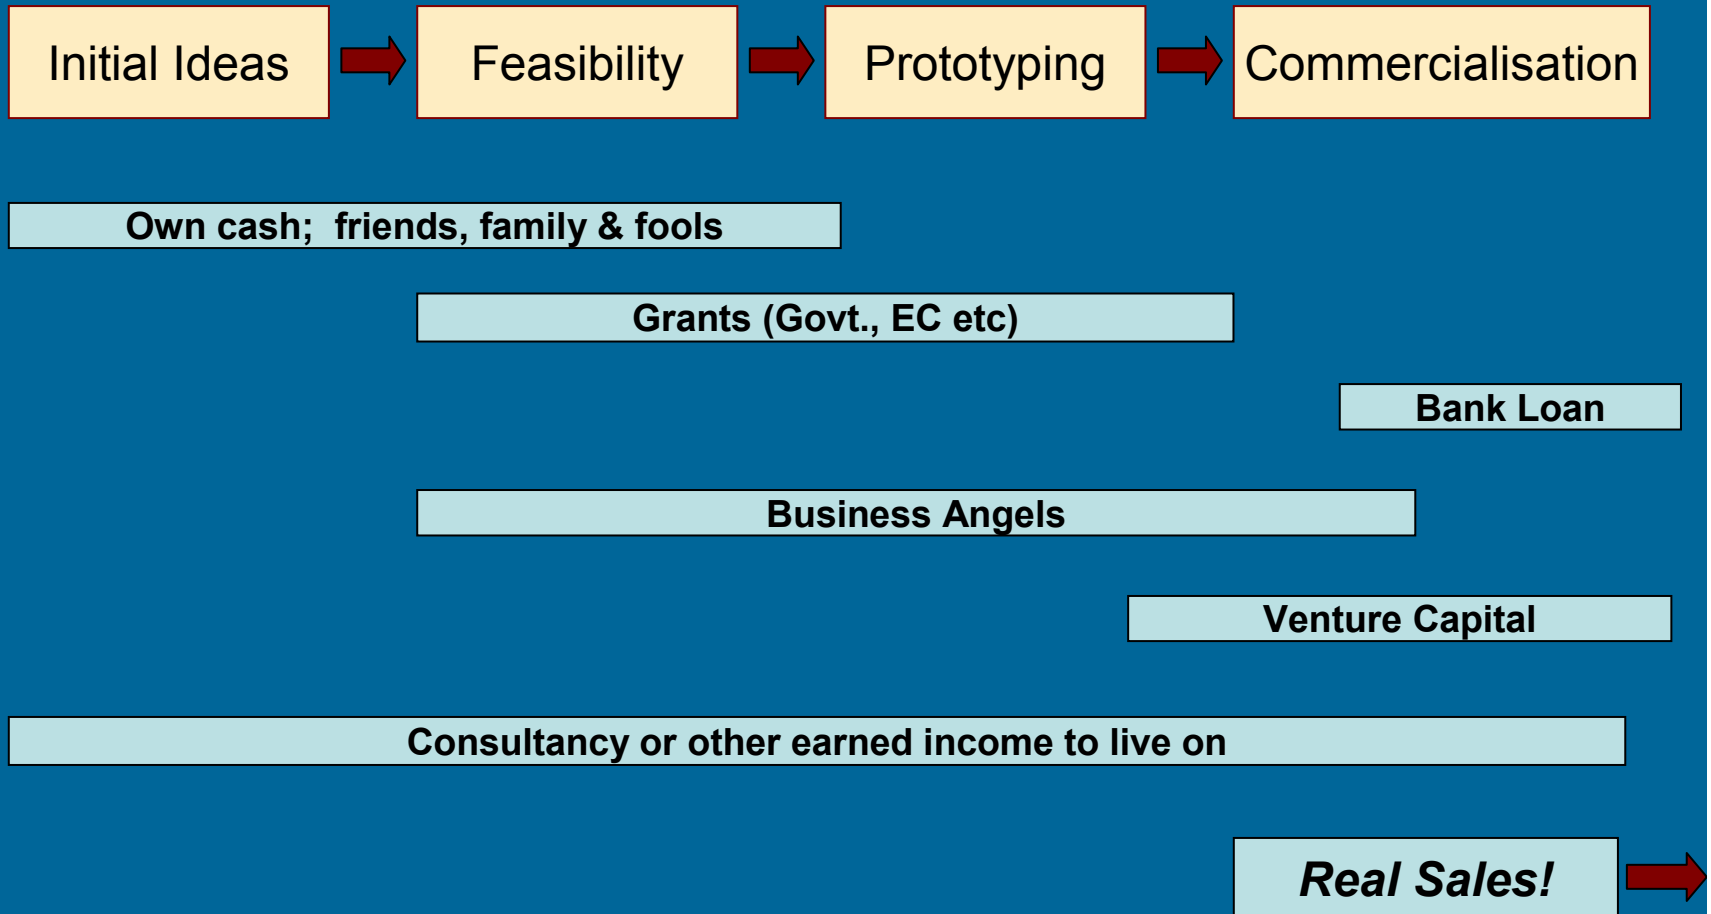 Initial Ideas
Feasibility
Prototyping
Commercialisation
Own cash;  friends, family & fools
Grants (Govt., EC etc)
Bank Loan
Business Angels
Venture Capital
Consultancy or other earned income to live on
Real Sales!